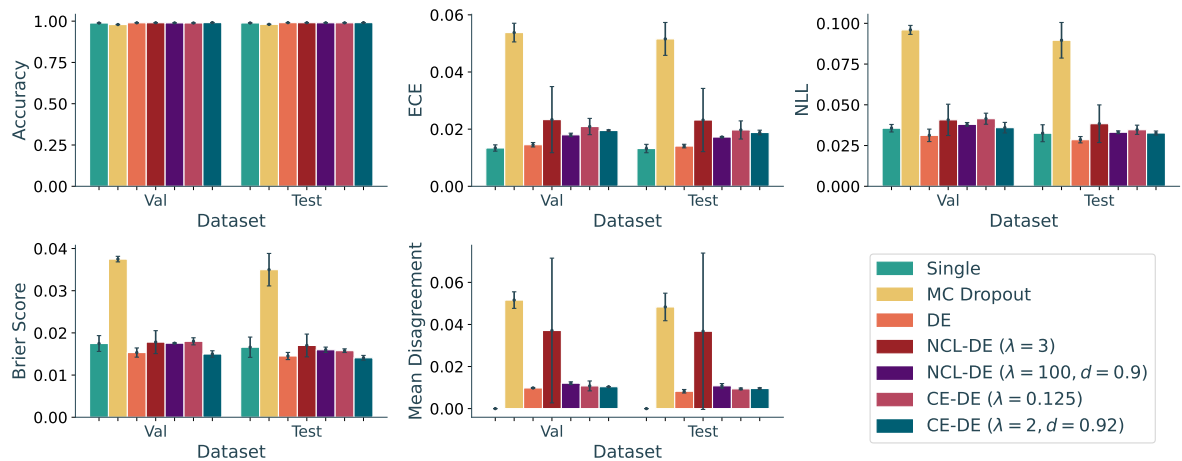 1.00
0.75
0.50
0.25
0.00
Accuracy
Val
Test
Dataset
0.06
0.04
0.02
0.00
ECE
Val
Test
Dataset
0.100
0.075
0.050
0.025
0.000
NLL
Val
Test
Dataset
0.04
0.03
0.02
0.01
0.00
Brier Score
Val
Test
Dataset
0.06
0.04
0.02
0.00
Mean Disagreement
Val
Test
Dataset
Single
MC Dropout
DE
NCL-DE (λ = 3)
NCL-DE (λ = 100, d = 0.9)
CE-DE (λ = 0.125)
CE-DE (λ = 2, d = 0.92)